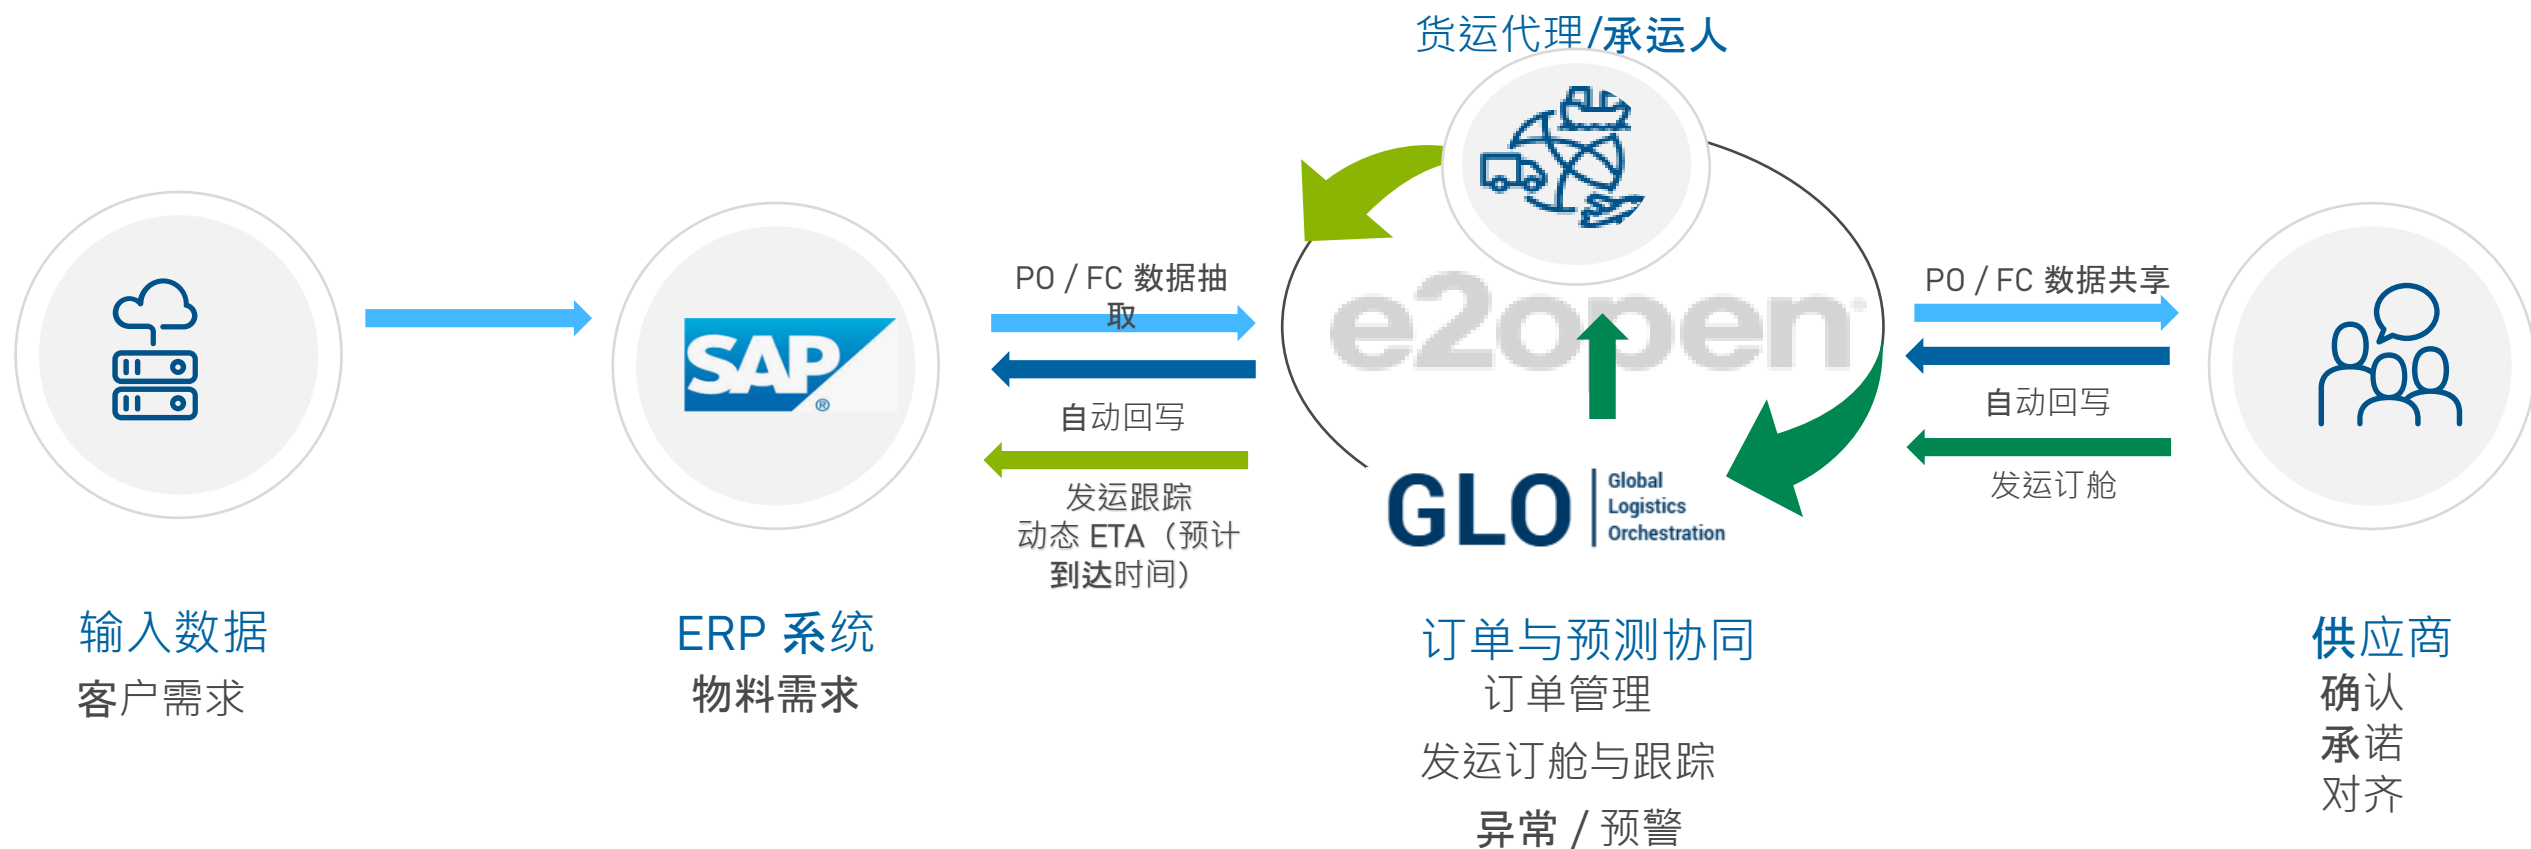 货运代理/承运人
PO / FC 数据抽
取
自动回写
发运跟踪
动态 ETA（预计
到达时间）
SAP
®
e2open
GLO
Global
Logistics
Orchestration
PO / FC 数据共享
自动回写
发运订舱
输入数据
客户需求
ERP 系统
物料需求
订单与预测协同
订单管理
发运订舱与跟踪
异常 / 预警
供应商
确认
承诺
对齐